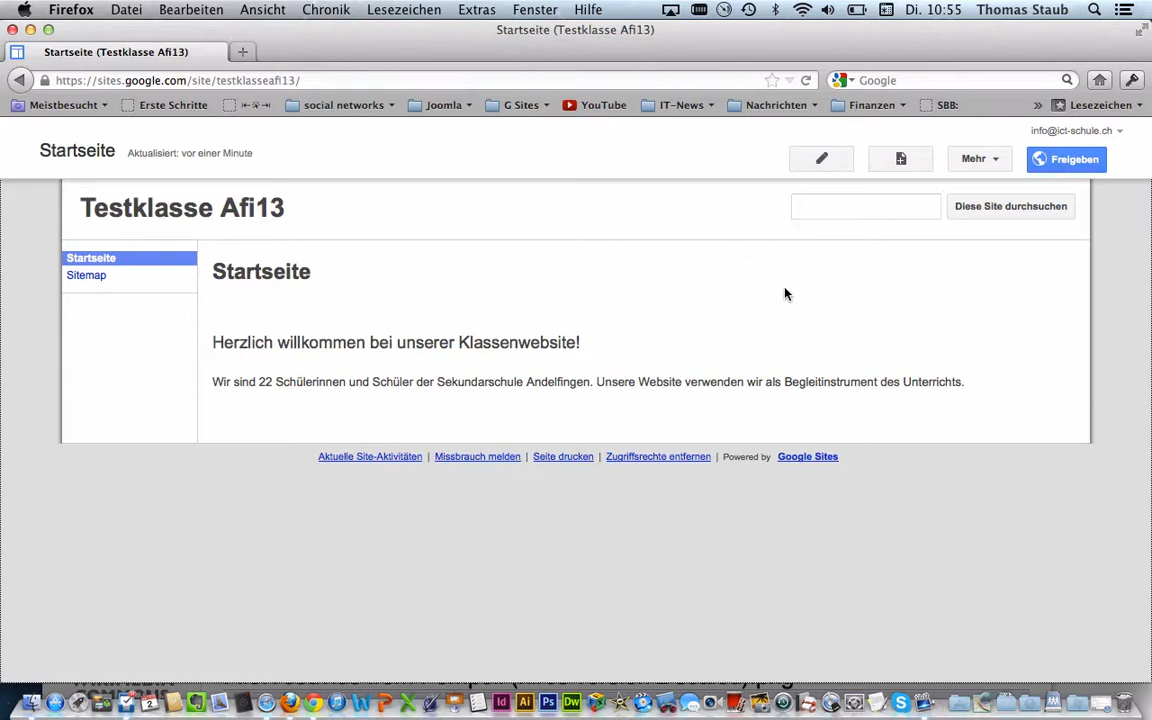 Firefox Datei Bearbeiten Ansicht Chronik Lesezeichen Extras Fenster Hilfe Di. 10:55 Thomas Staub
Startseite (Testklasse Afi13)
Startseite (Testklasse Afi13)
https://sites.google.com/site/testklasseafi13/ Google
Meistbesucht Erste Schritte social networks Joomla G Sites YouTube IT-News Nachrichten Finanzen SBB: » Lesezeichen
info@ict-schule.ch
Startseite Aktualisiert: vor einer Minute Mehr Freigeben
Testklasse Afi13 Diese Site durchsuchen
Startseite
Sitemap
Startseite
Herzlich willkommen bei unserer Klassenwebsite!
Wir sind 22 Schülerinnen und Schüler der Sekundarschule Andelfingen. Unsere Website verwenden wir als Begleitinstrument des Unterrichts.
Aktuelle Site-Aktivitäten | Missbrauch melden | Seite drucken | Zugriffsrechte entfernen | Powered by Google Sites
Id Ai Ps Dw